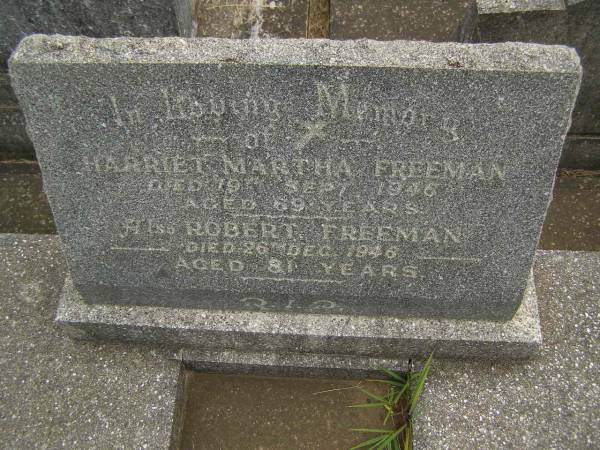 In Loving Memory
of
HARRIET MARTHA FREEMAN
DIED 19TH SEPT 1946
AGED 69 YEARS
Also ROBERT FREEMAN
DIED 26TH DEC. 1946
AGED 81 YEARS
R.I.P.